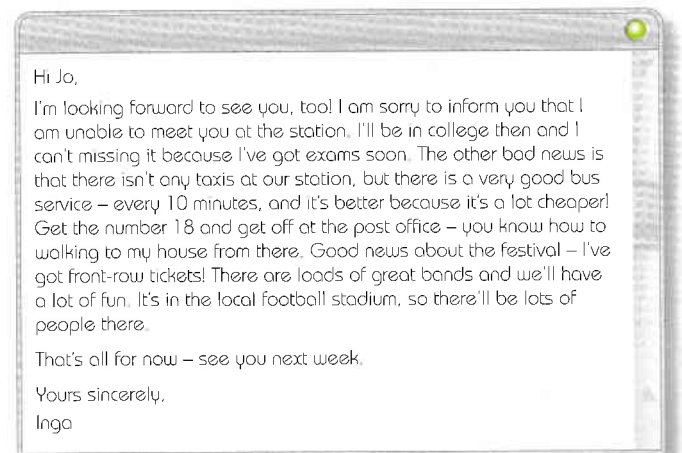 Hi Jo,
I'm looking forward to see you, too! I am sorry to inform you that I
am unable to meet you at the station. I'll be in college then and I
can't missing it because I've got exams soon. The other bad news is
that there isn't any taxis at our station, but there is a very good bus
service – every 10 minutes, and it's better because it's a lot cheaper!
Get the number 18 and get off at the post office – you know how to
walking to my house from there. Good news about the festival – I've
got front-row tickets! There are loads of great bands and we'll have
a lot of fun. It's in the local football stadium, so there'll be lots of
people there.
That's all for now – see you next week.
Yours sincerely,
Inga